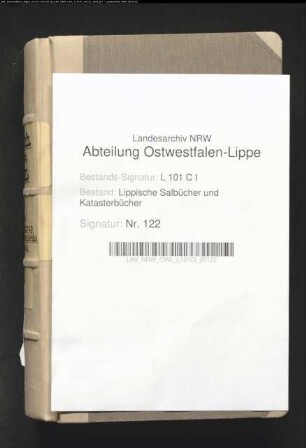 Landesarchiv NRW
Abteilung Ostwestfalen-Lippe
Bestands-Signatur: L 101 C I
Bestand: Lippische Salbücher und
Katasterbücher
Signatur: Nr. 122